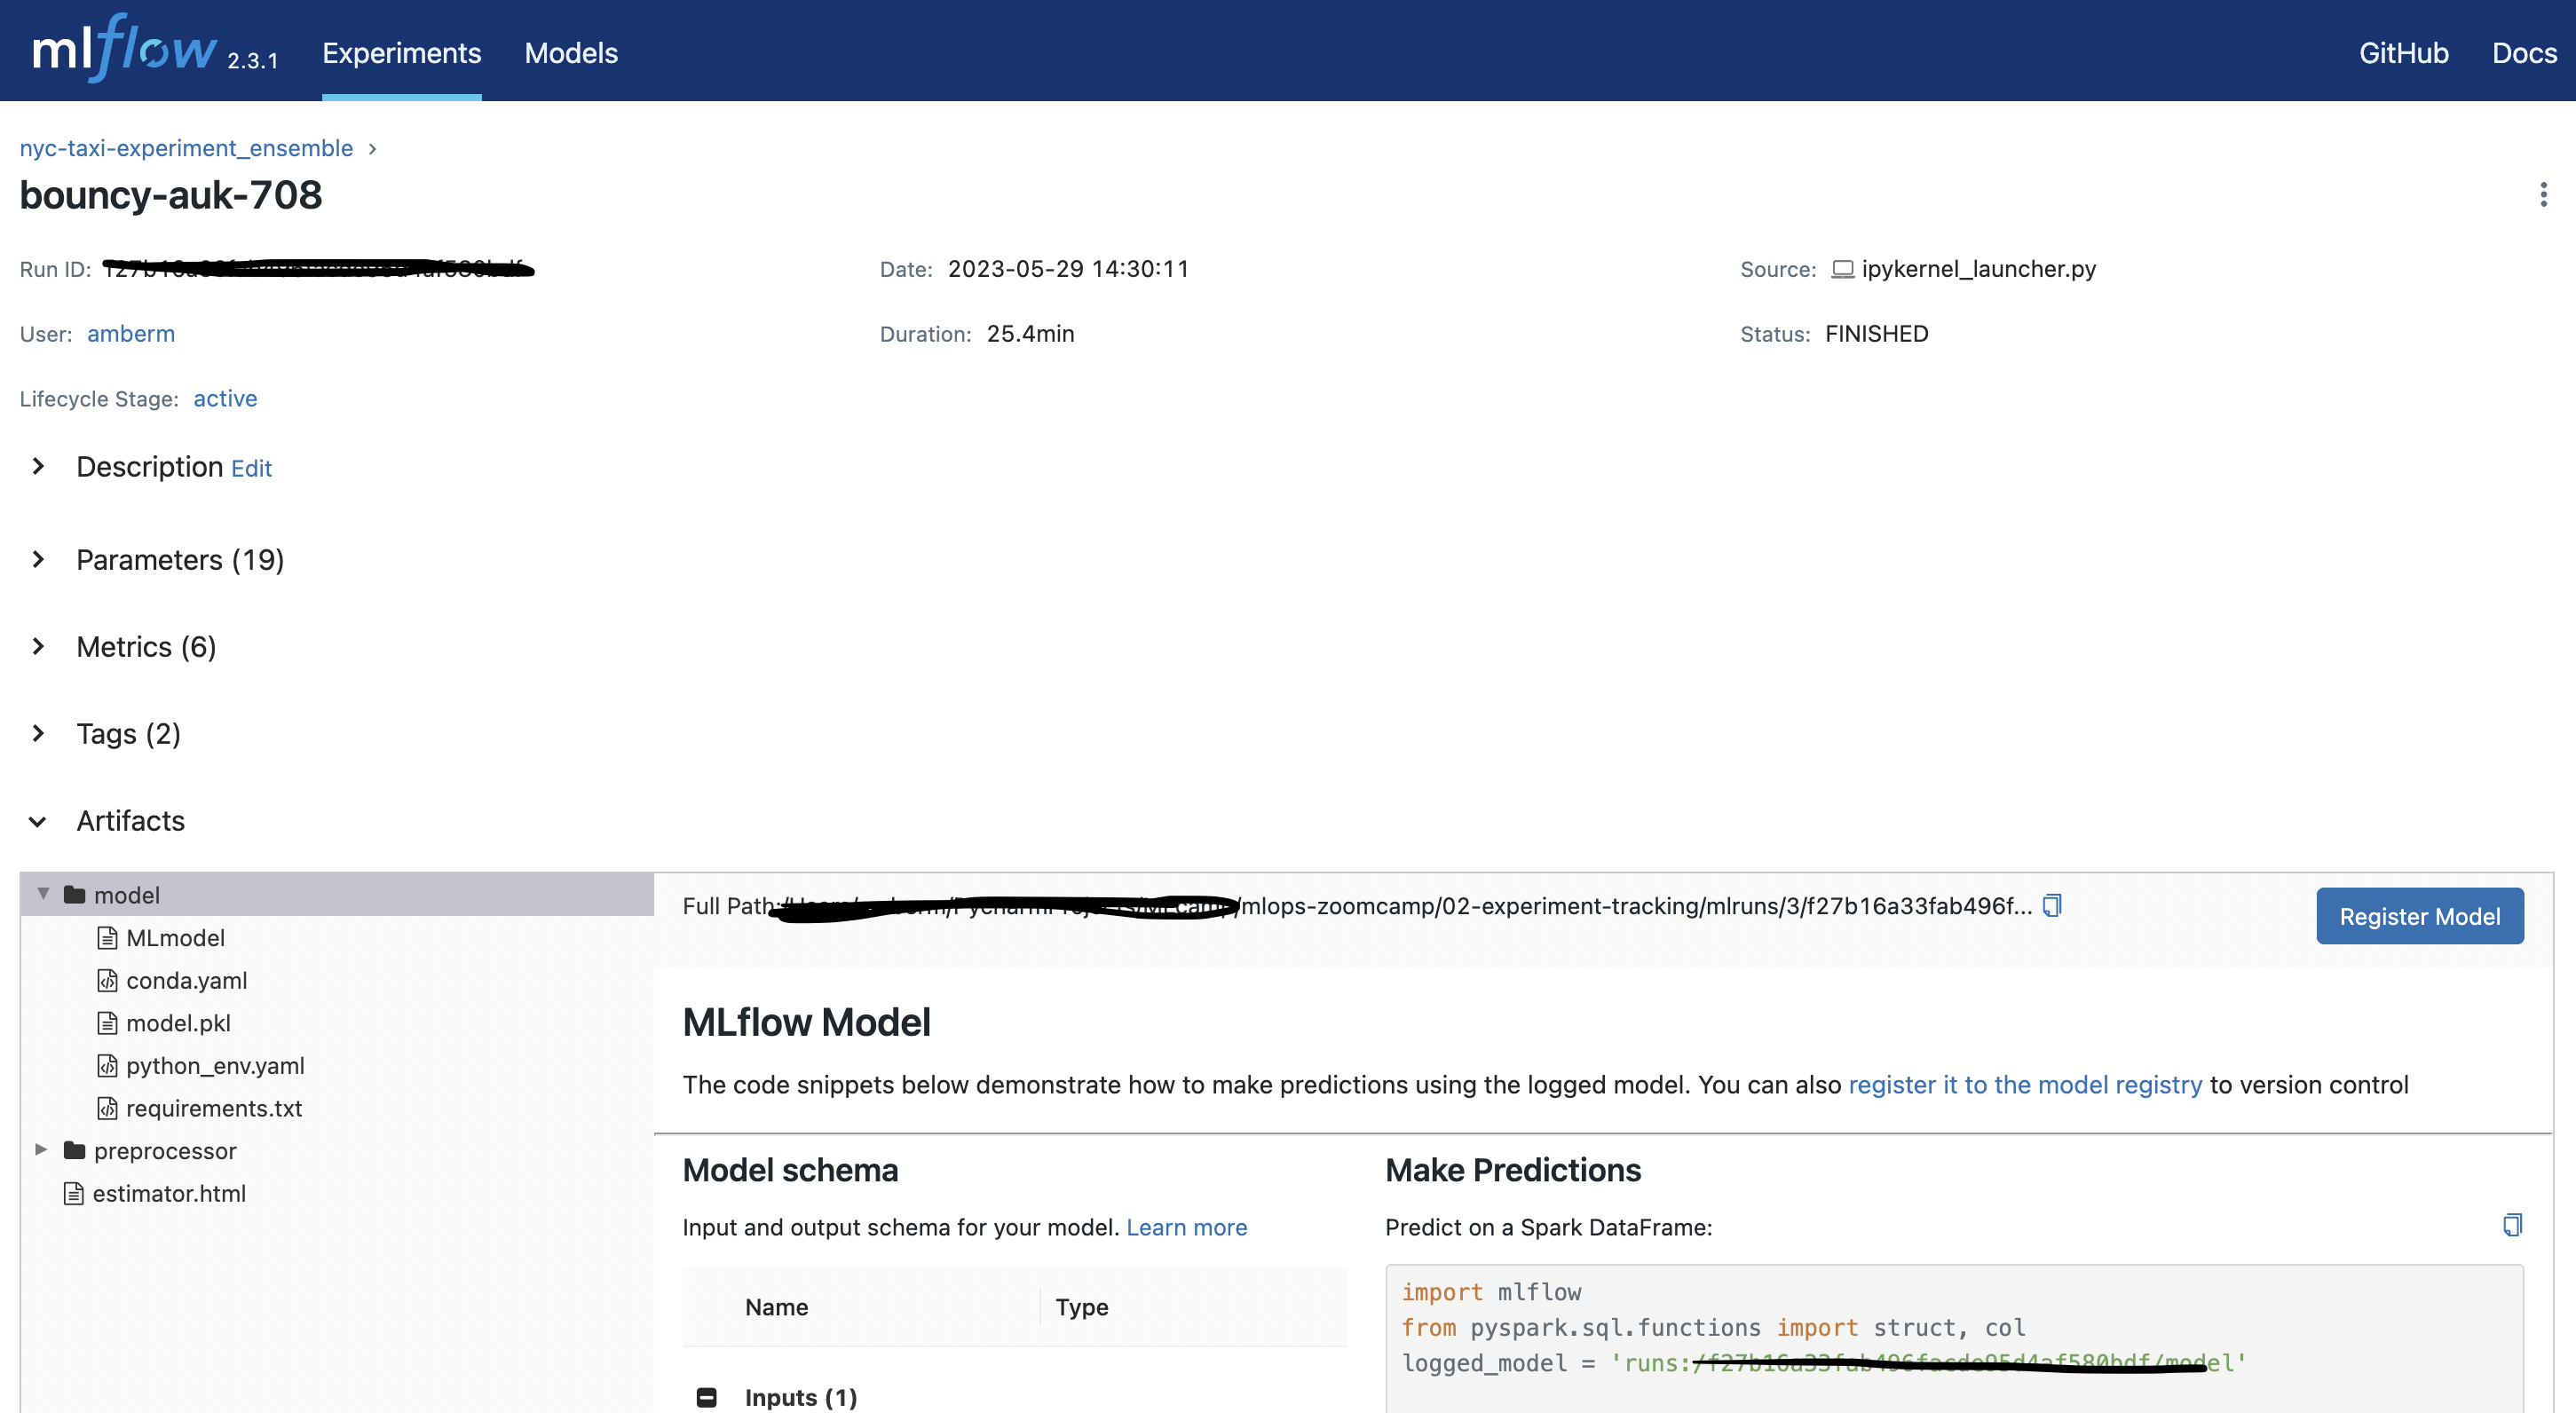 mlflow 2.3.1 Experiments Models GitHub Docs
nyc-taxi-experiment_ensemble
bouncy-auk-708
Run ID: Date: 2023-05-29 14:30:11 Source: ipykernel_launcher.py
User: amberm Duration: 25.4min Status: FINISHED
Lifecycle Stage: active
Description Edit
Parameters (19)
Metrics (6)
Tags (2)
Artifacts
model
MLmodel
conda.yaml
model.pkl
python_env.yaml
requirements.txt
preprocessor
estimator.html
Full Path: /mlops-zoomcamp/02-experiment-tracking/mlruns/3/f27b16a33fab496f...
Register Model
MLflow Model
The code snippets below demonstrate how to make predictions using the logged model. You can also register it to the model registry to version control
Model schema
Input and output schema for your model. Learn more
Name Type
Inputs (1)
Make Predictions
Predict on a Spark DataFrame:
import mlflow
from pyspark.sql.functions import struct, col
logged_model = 'runs: